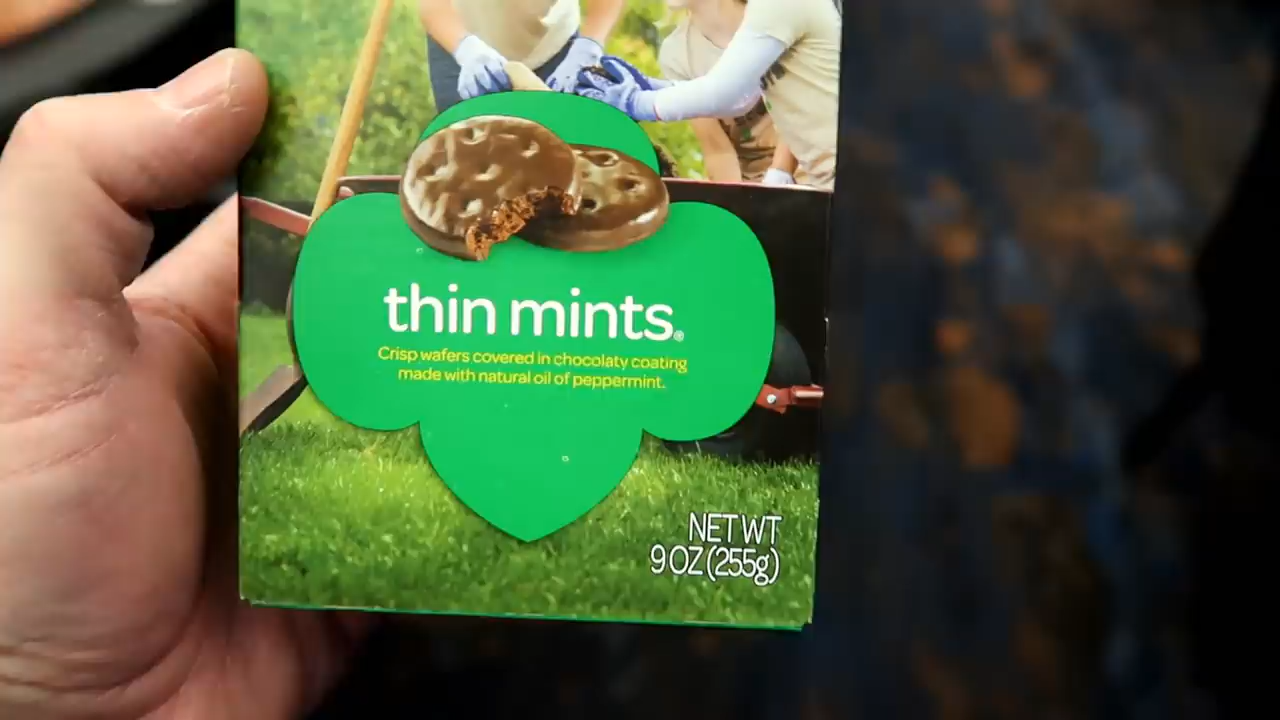 thin mints®
Crisp wafers covered in chocolaty coating
made with natural oil of peppermint.
NET WT
9 OZ (255g)